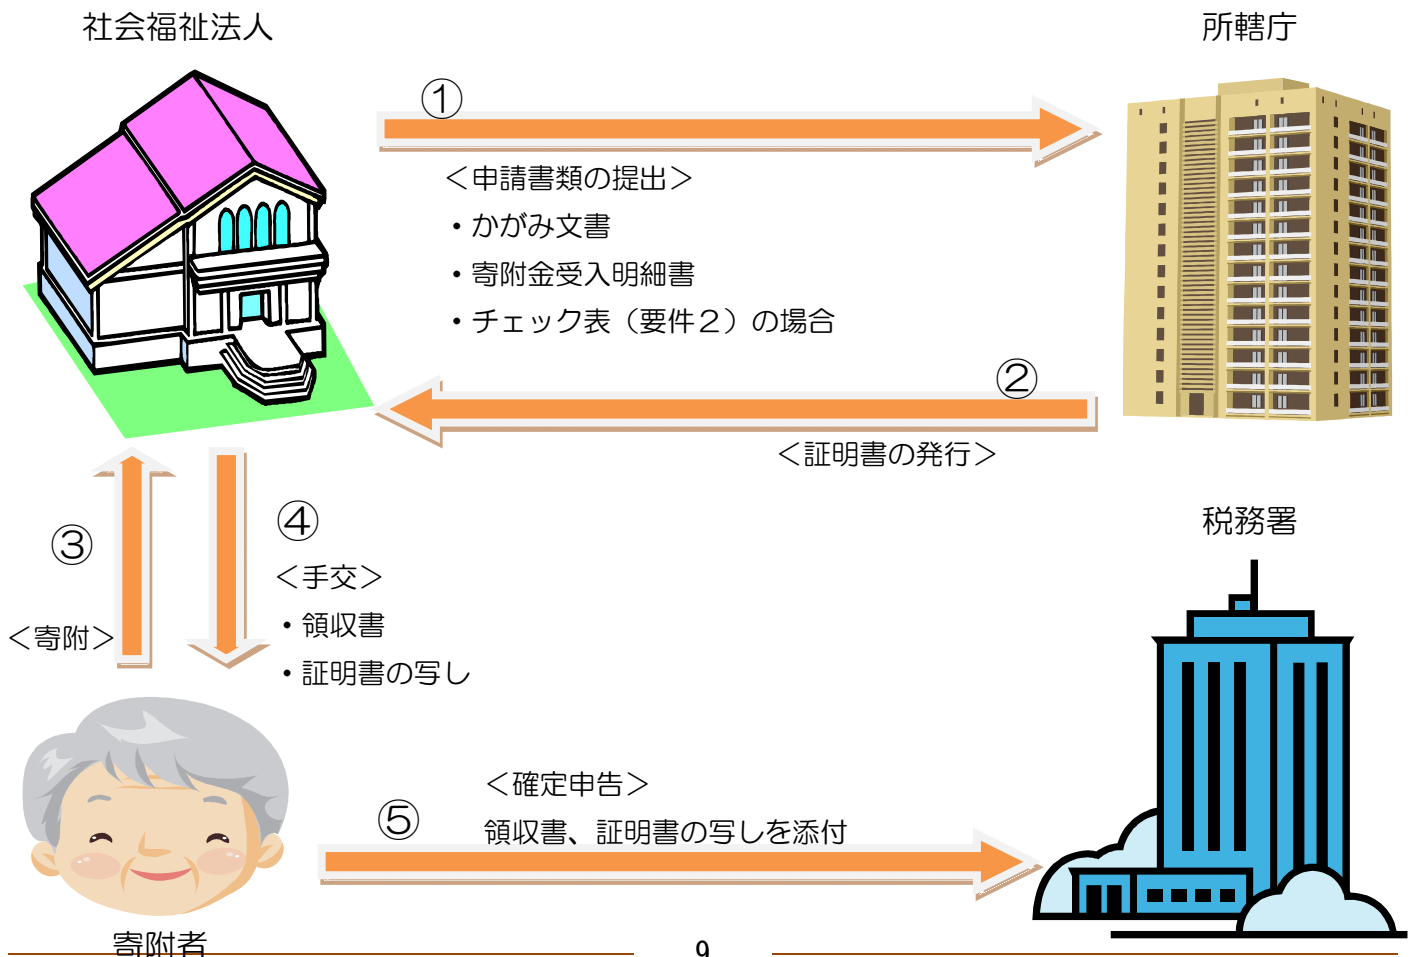 社会福祉法人
所轄庁
①
＜申請書類の提出＞
・かがみ文書
・寄附金受入明細書
・チェック表（要件２）の場合
②
＜証明書の発行＞
③
＜寄附＞
④
＜手交＞
・領収書
・証明書の写し
税務署
⑤
＜確定申告＞
領収書、証明書の写しを添付
寄附者
9